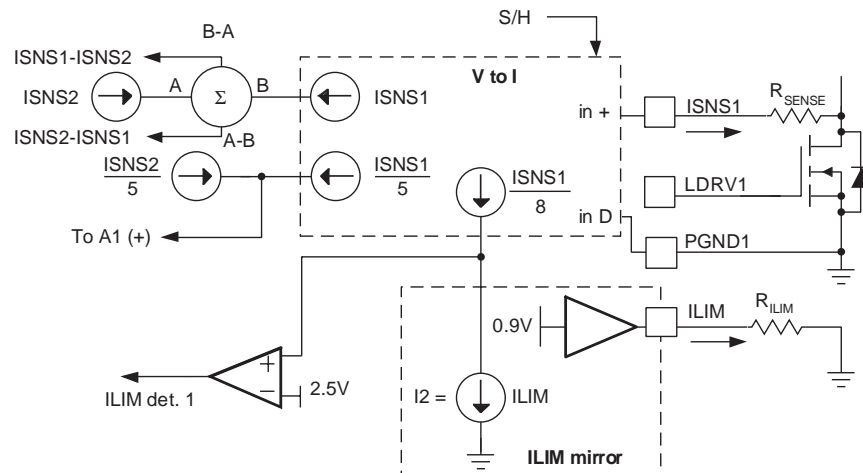 S/H
B-A
ISNS1-ISNS2
V to I
A
B
Σ
ISNS2
ISNS1
in +
ISNS1
RSENSE
ISNS2-ISNS1
A-B
ISNS2
5
ISNS1
5
ISNS1
8
LDRV1
in D
PGND1
To A1 (+)
0.9V
ILIM
RILIM
+
−
2.5V
ILIM det. 1
I2 =
ILIM
ILIM mirror